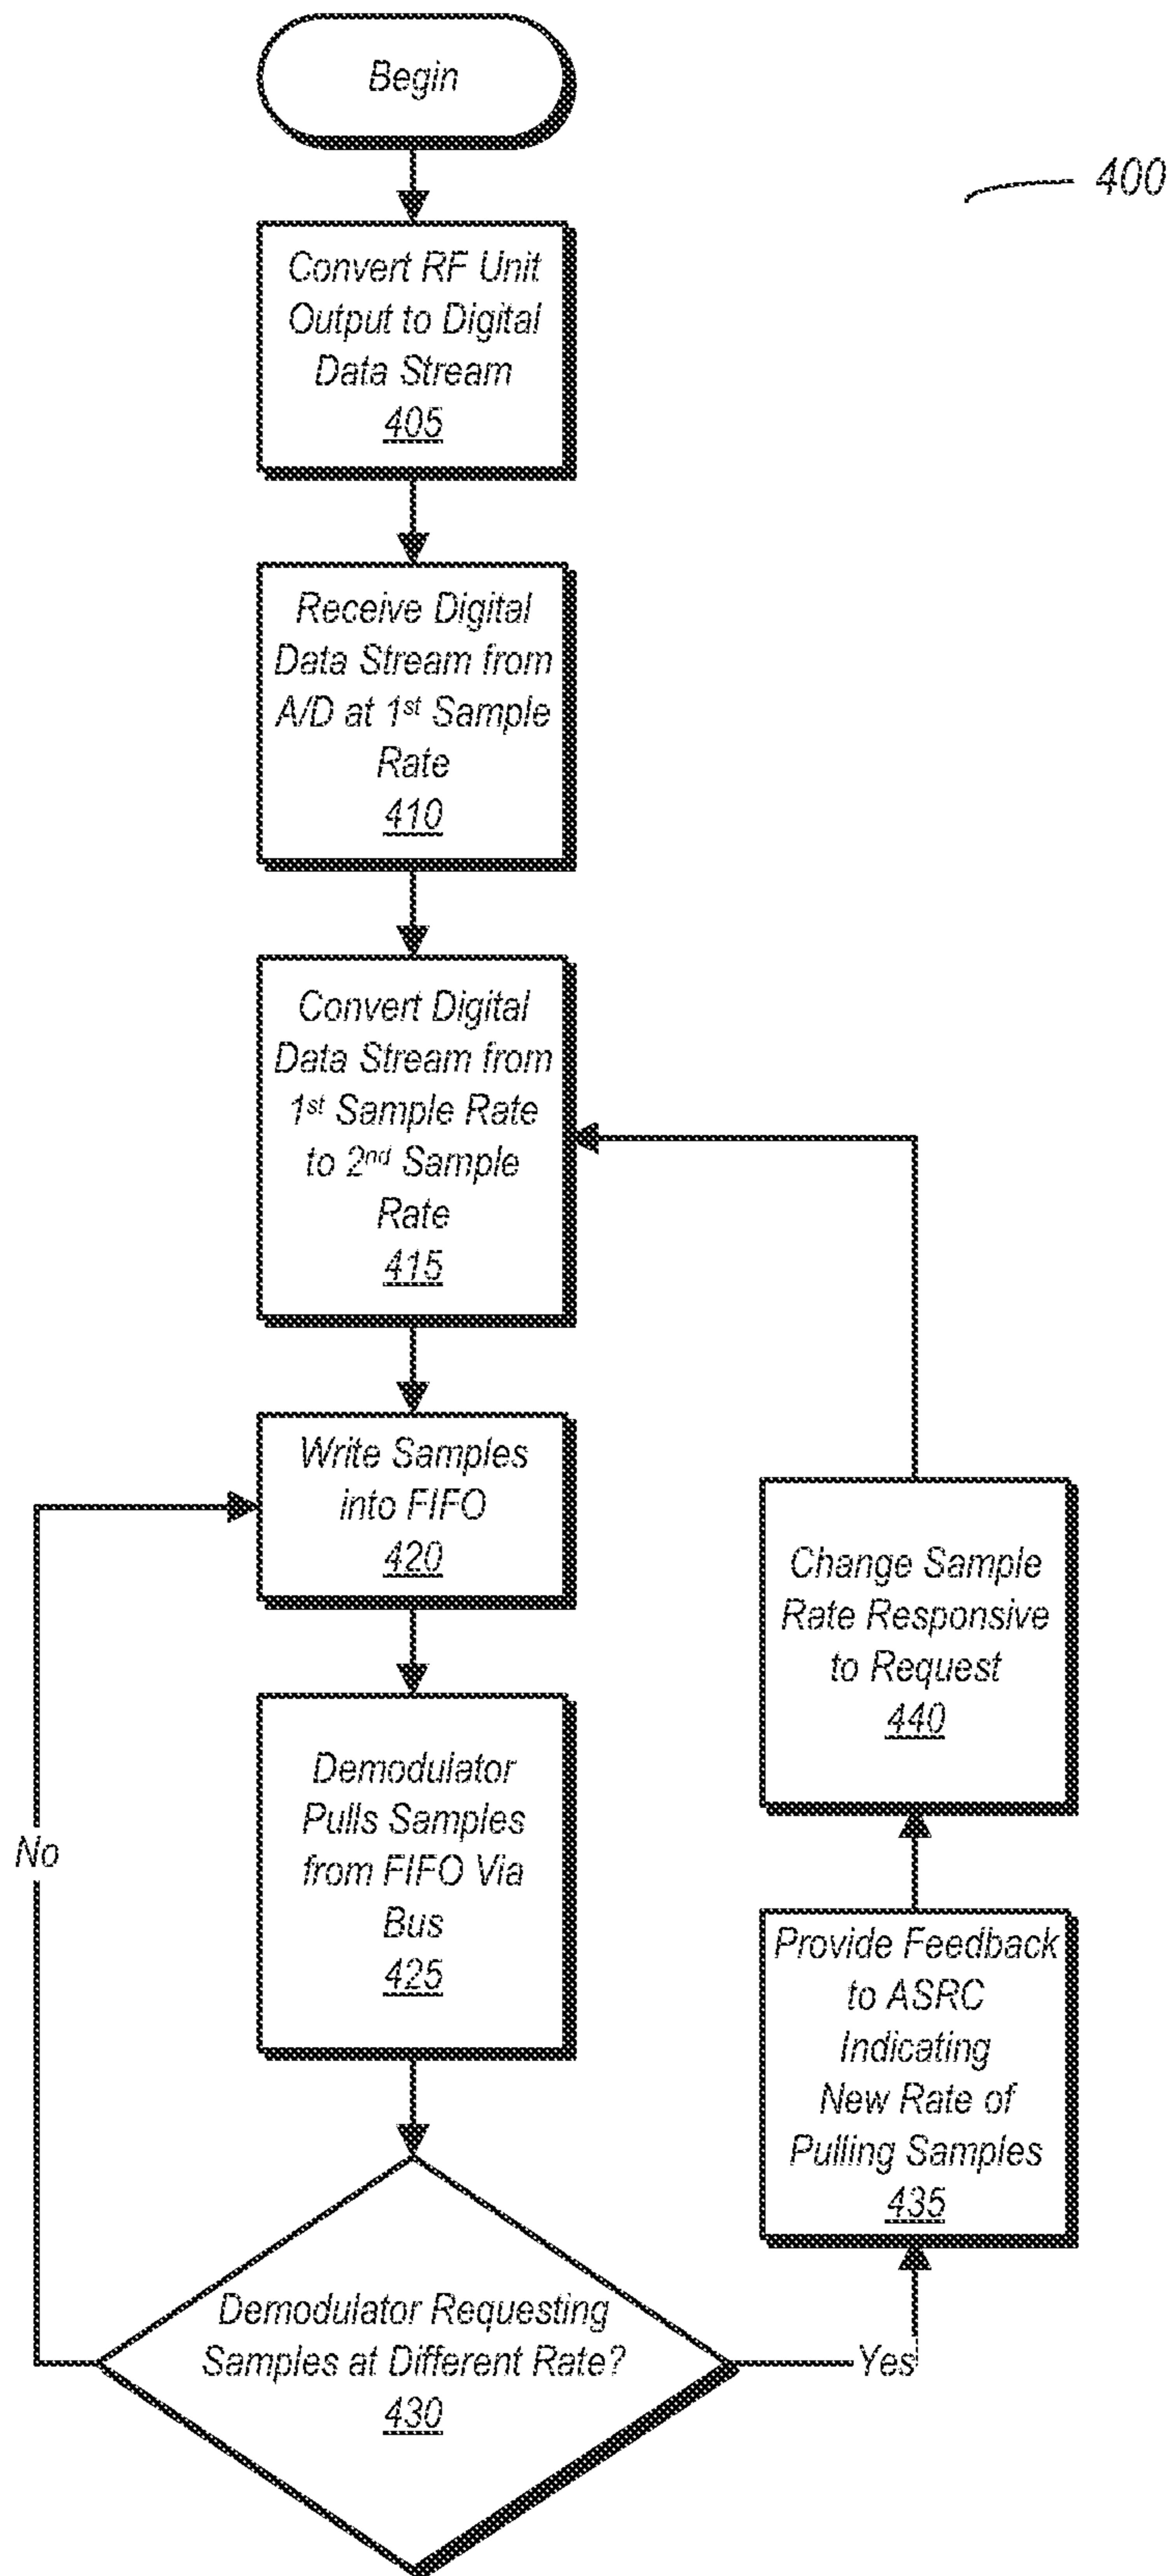 Begin
400
Convert RF Unit
Output to Digital
Data Stream
405
Receive Digital
Data Stream from
A/D at 1st Sample
Rate
410
Convert Digital
Data Stream from
1st Sample Rate
to 2nd Sample
Rate
415
Write Samples
into FIFO
420
Demodulator
Pulls Samples
from FIFO Via
Bus
425
Demodulator Requesting
Samples at Different Rate?
430
No
Yes
Provide Feedback
to ASRC
Indicating
New Rate of
Pulling Samples
435
Change Sample
Rate Responsive
to Request
440